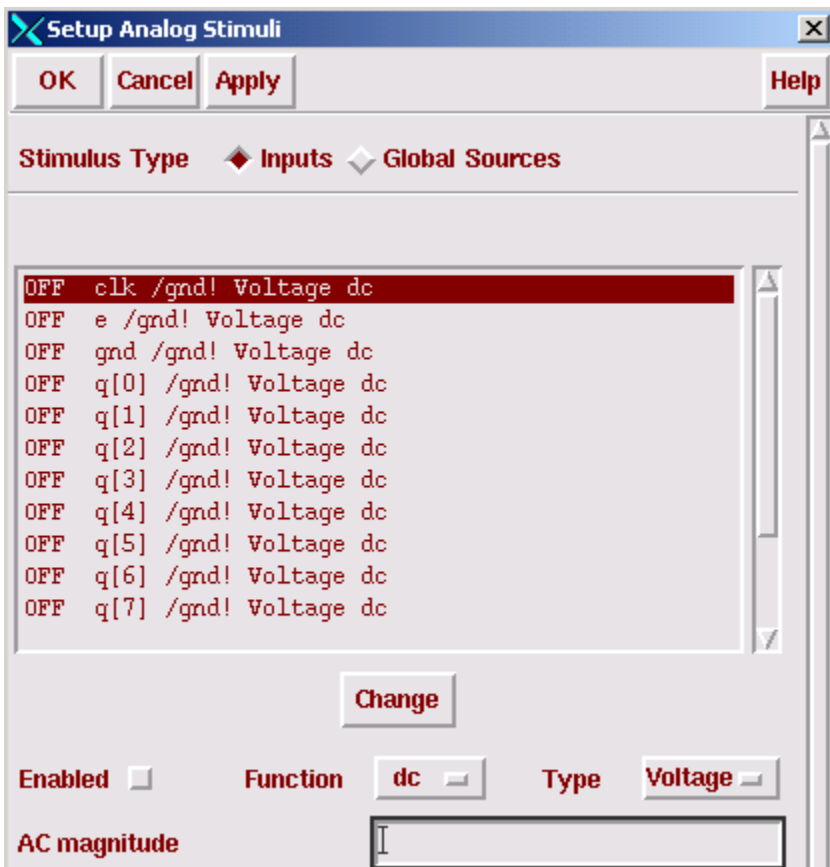 Setup Analog Stimuli
OK Cancel Apply Help
Stimulus Type Inputs Global Sources
OFF clk /gnd! Voltage dc
OFF e /gnd! Voltage dc
OFF gnd /gnd! Voltage dc
OFF q[0] /gnd! Voltage dc
OFF q[1] /gnd! Voltage dc
OFF q[2] /gnd! Voltage dc
OFF q[3] /gnd! Voltage dc
OFF q[4] /gnd! Voltage dc
OFF q[5] /gnd! Voltage dc
OFF q[6] /gnd! Voltage dc
OFF q[7] /gnd! Voltage dc
Change
Enabled Function dc Type Voltage
AC magnitude